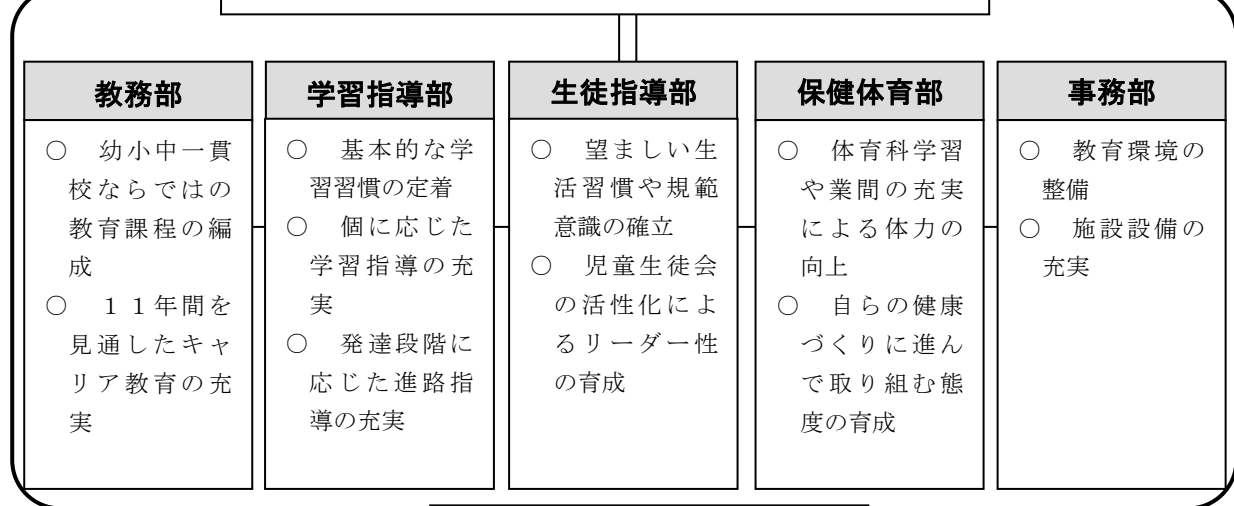 教務部
○ 幼小中一貫
校ならではの
教育課程の編
成
○ 11年間を
見通したキャ
リア教育の充
実
学習指導部
○ 基本的な学
習習慣の定着
○ 個に応じた
学習指導の充
実
○ 発達段階に
応じた進路指
導の充実
生徒指導部
○ 望ましい生
活習慣や規範
意識の確立
○ 児童生徒会
の活性化によ
るリーダー性
の育成
保健体育部
○ 体育科学習
や業間の充実
による体力の
向上
○ 自らの健康
づくりに進ん
で取り組む態
度の育成
事務部
○ 教育環境の
整備
○ 施設設備の
充実